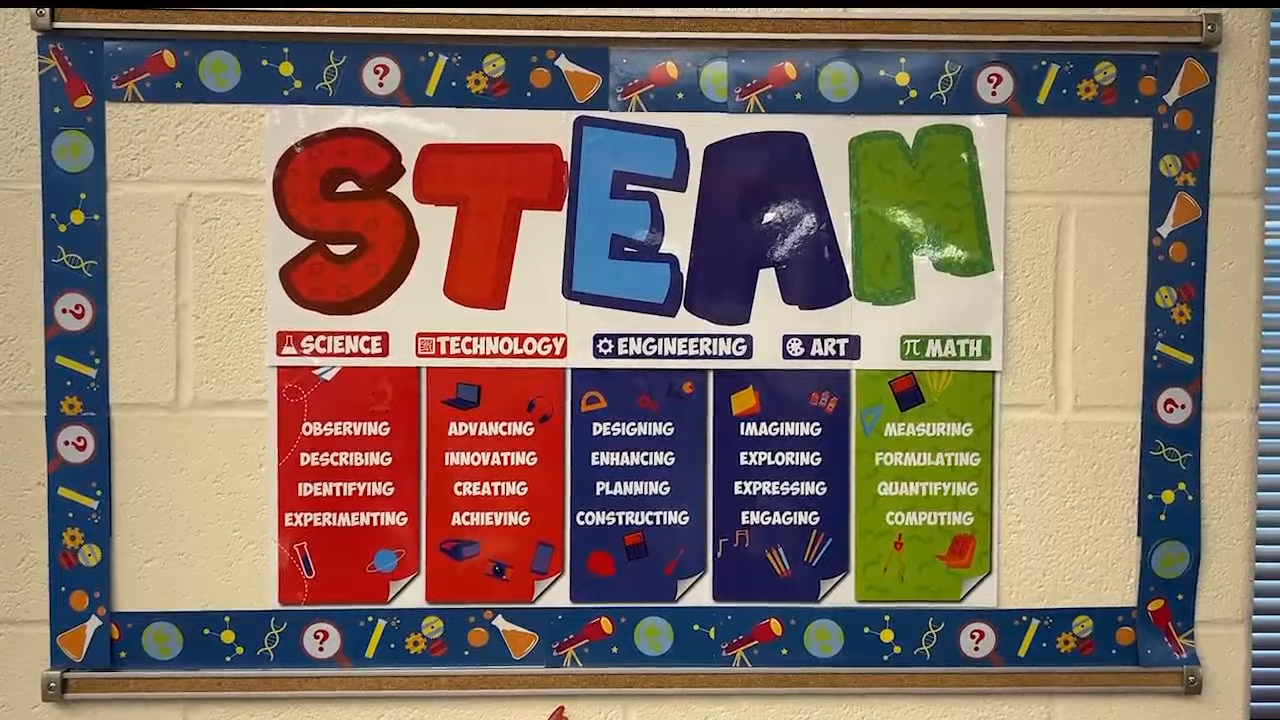 STEAM
SCIENCE TECHNOLOGY ENGINEERING ART π MATH
OBSERVING
DESCRIBING
IDENTIFYING
EXPERIMENTING
ADVANCING
INNOVATING
CREATING
ACHIEVING
DESIGNING
ENHANCING
PLANNING
CONSTRUCTING
IMAGINING
EXPLORING
EXPRESSING
ENGAGING
MEASURING
FORMULATING
QUANTIFYING
COMPUTING